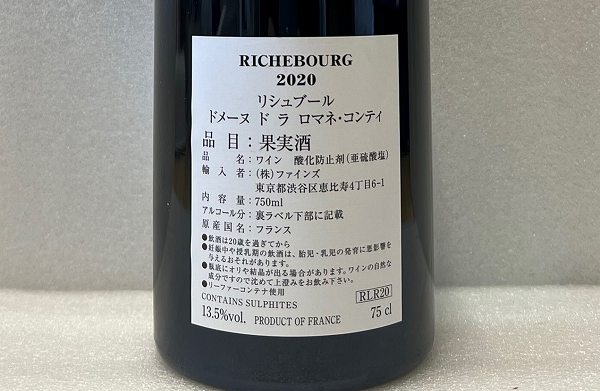 RICHEBOURG
2020
リシュブール
ドメーヌ ド ラ ロマネ・コンティ
品 目：果実酒
品 名：ワイン 酸化防止剤(亜硫酸塩)
輸 入 者：(株)ファインズ
東京都渋谷区恵比寿4丁目6-1
内 容 量：750ml
アルコール分：裏ラベル下部に記載
原 産 国 名：フランス
●飲酒は20歳を過ぎてから
●妊娠中や授乳期の飲酒は、胎児・乳児の発育に悪影響を
与えるおそれがあります。
●瓶底にオリや結晶が出る場合があります。ワインの自然な
成分ですので沈めて上澄みをお飲み下さい。
●リーファーコンテナ使用
CONTAINS SULPHITES
RLR20
13.5%vol. PRODUCT OF FRANCE 75 cl